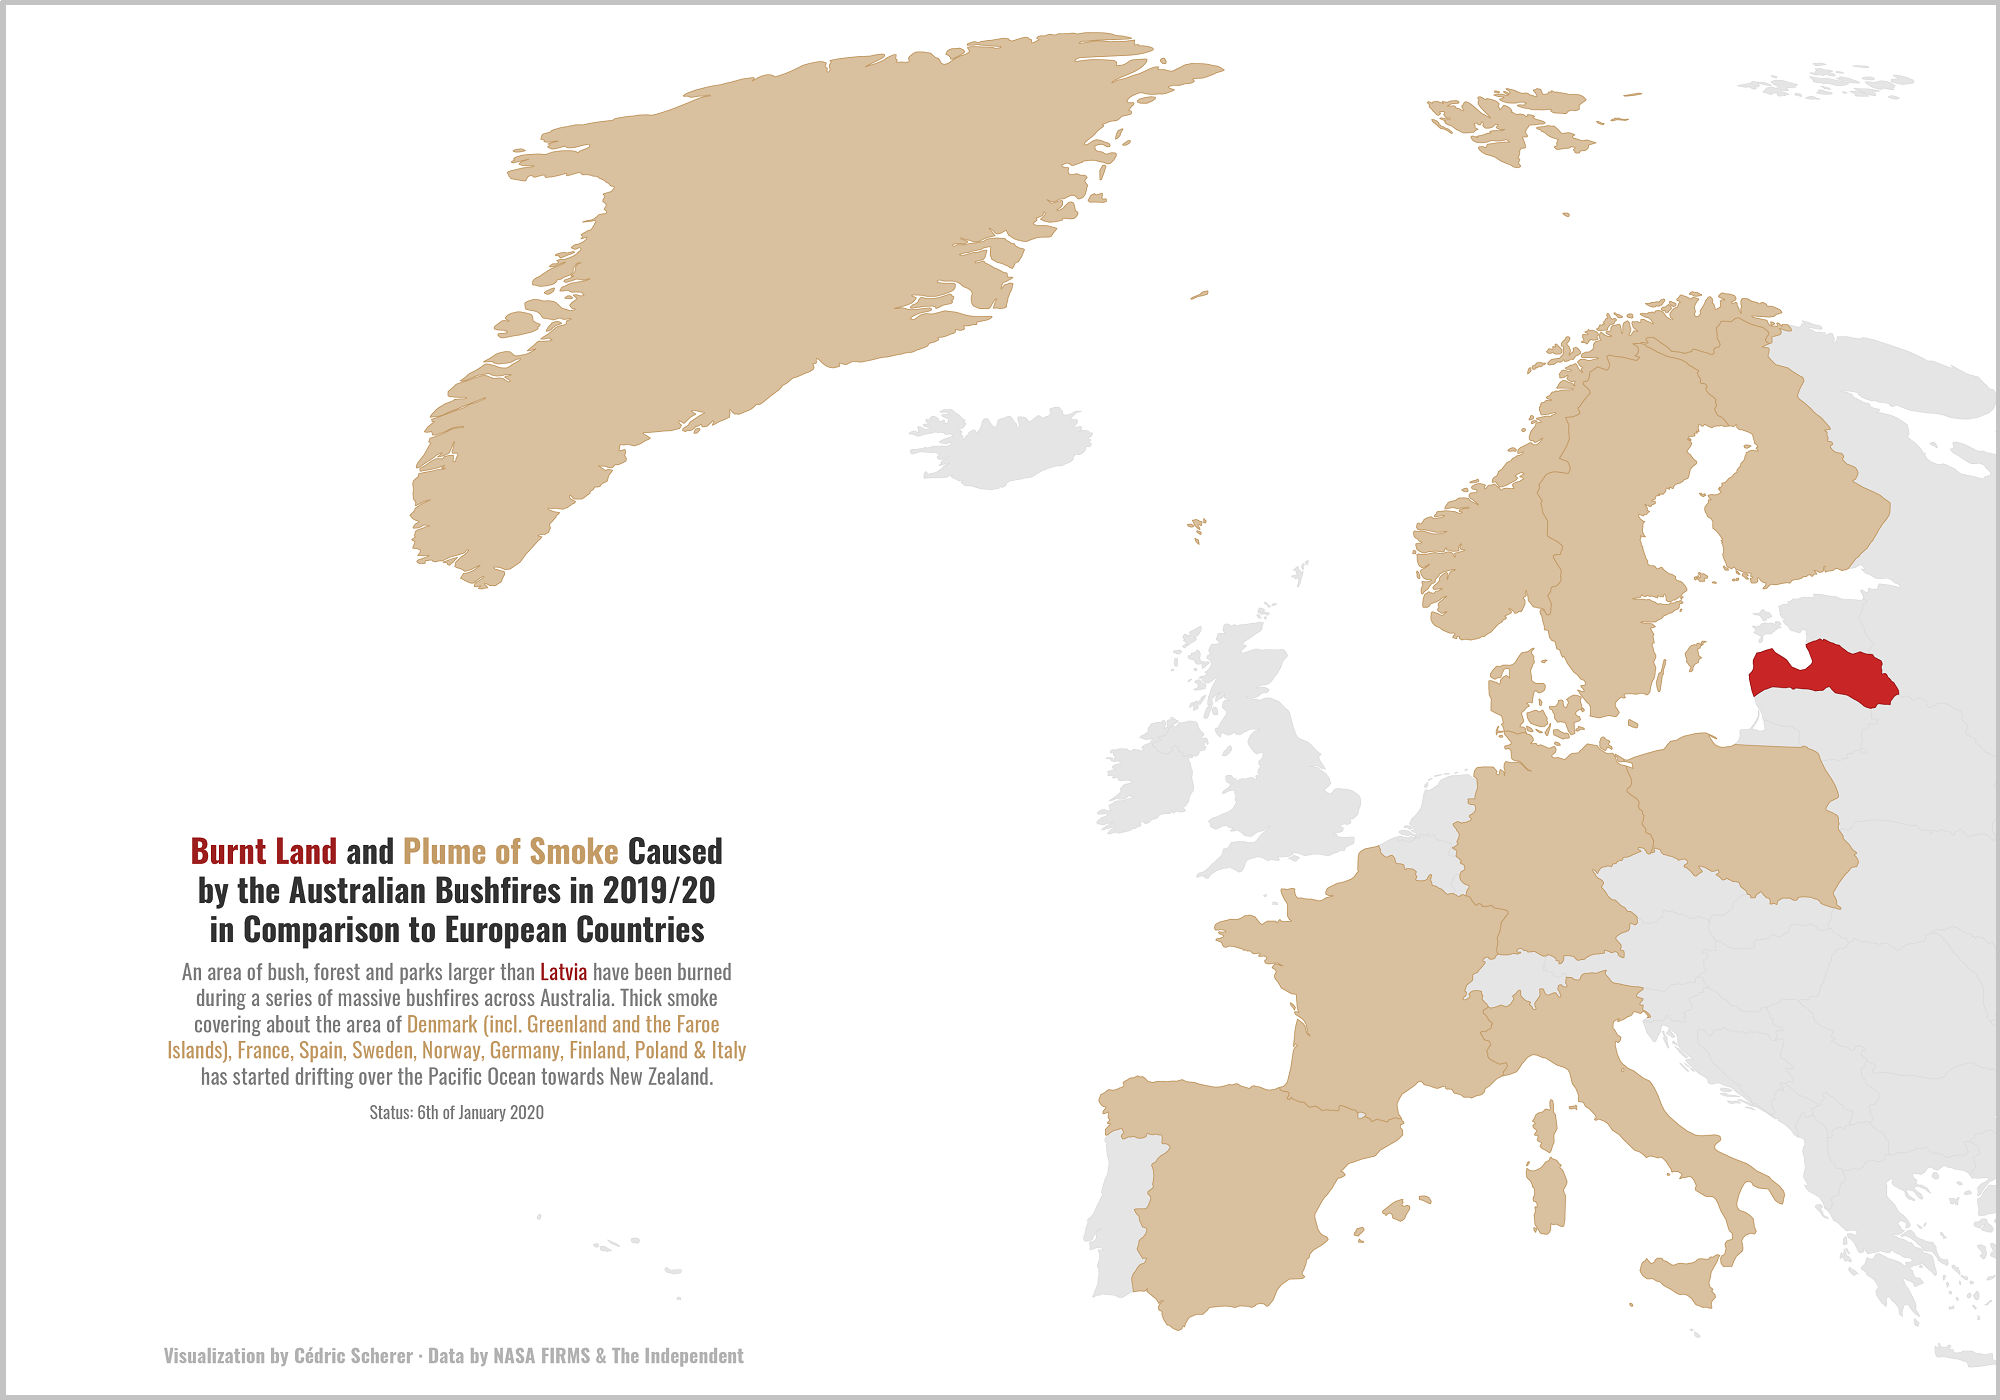 Burnt Land and Plume of Smoke Caused
by the Australian Bushfires in 2019/20
in Comparison to European Countries
An area of bush, forest and parks larger than Latvia have been burned
during a series of massive bushfires across Australia. Thick smoke
covering about the area of Denmark (incl. Greenland and the Faroe
Islands), France, Spain, Sweden, Norway, Germany, Finland, Poland & Italy
has started drifting over the Pacific Ocean towards New Zealand.
Status: 6th of January 2020
Visualization by Cédric Scherer · Data by NASA FIRMS & The Independent